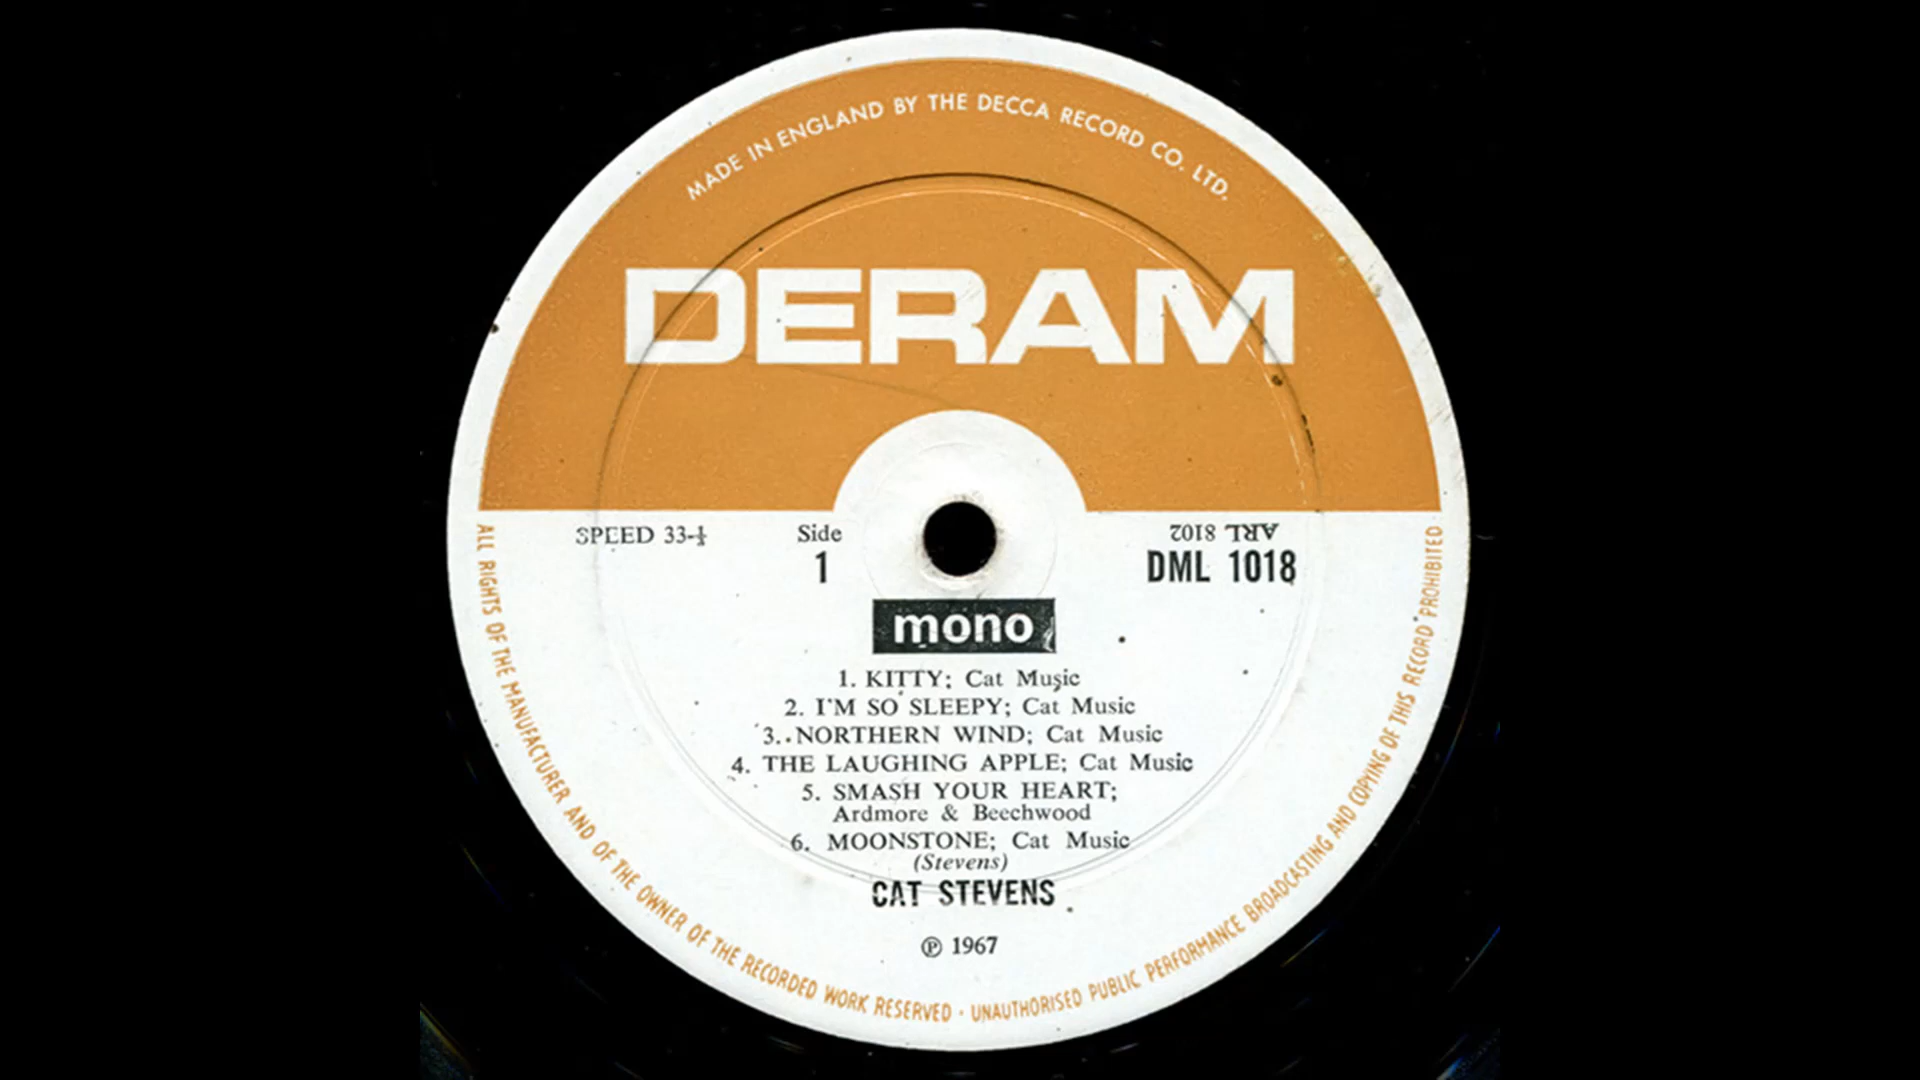 MADE IN ENGLAND BY THE DECCA RECORD CO. LTD.
DERAM
SPEED 33-⅓
Side
1
ARL 8102
DML 1018
mono
1. KITTY; Cat Music
2. I'M SO SLEEPY; Cat Music
3. NORTHERN WIND; Cat Music
4. THE LAUGHING APPLE; Cat Music
5. SMASH YOUR HEART;
Ardmore & Beechwood
6. MOONSTONE; Cat Music
(Stevens)
CAT STEVENS
℗ 1967
ALL RIGHTS OF THE MANUFACTURER AND OF THE OWNER OF THE RECORDED WORK RESERVED · UNAUTHORISED PUBLIC PERFORMANCE BROADCASTING AND COPYING OF THIS RECORD PROHIBITED